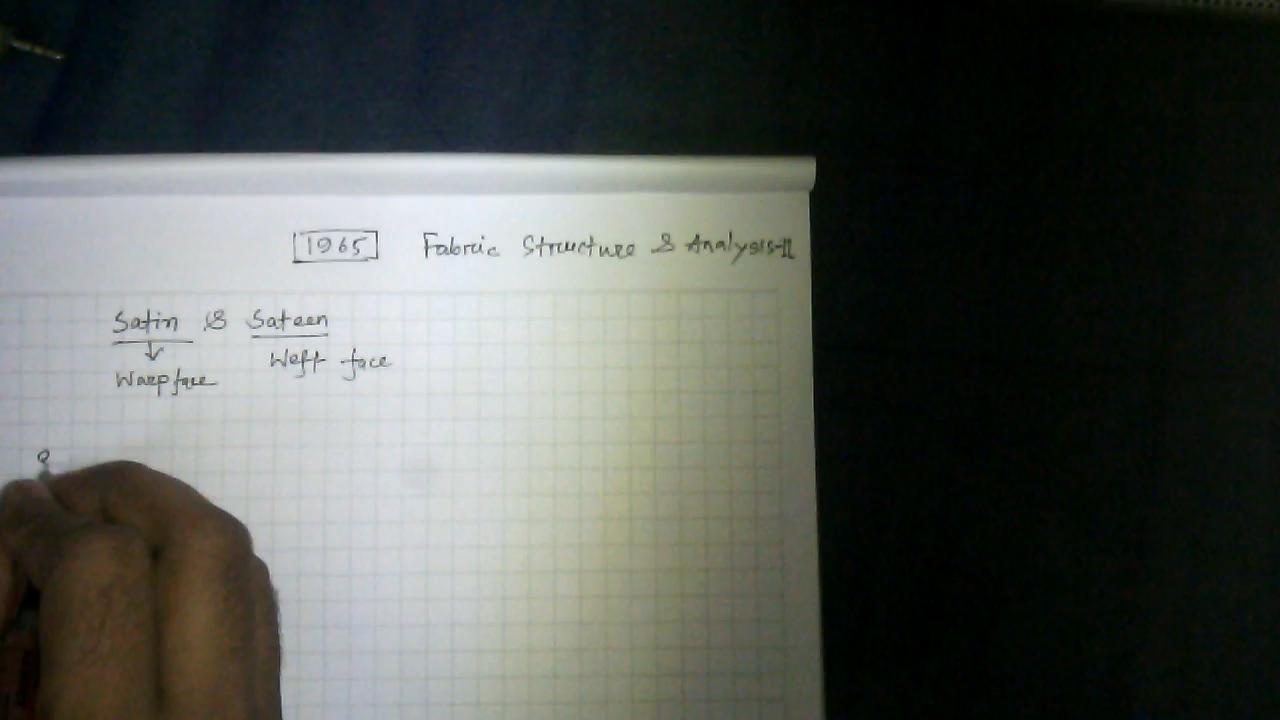 1965 Fabric Structure & Analysis-II
Satin & Sateen
Weft face
Warp face